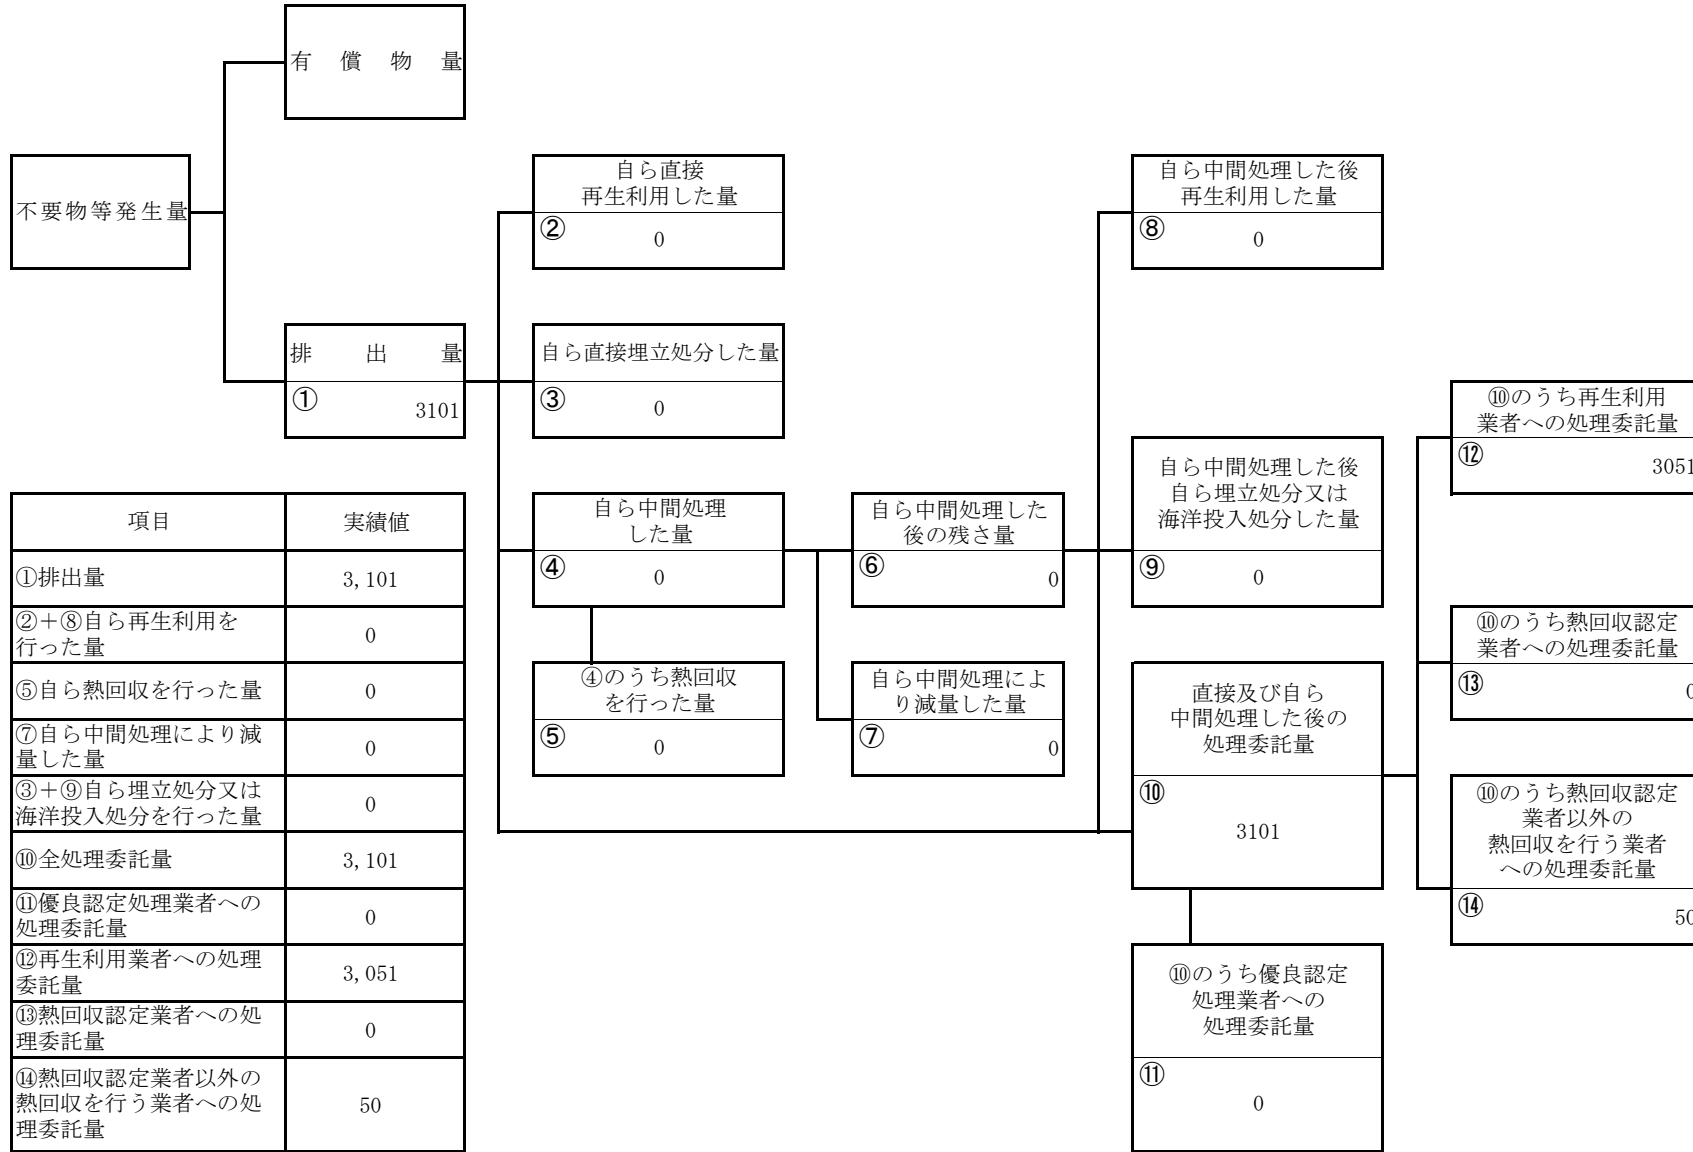 有償物量
不要物等発生量
自ら直接
再生利用した量
②
0
自ら中間処理した後
再生利用した量
⑧
0
排出量
①
3101
自ら直接埋立処分した量
③
0
⑩のうち再生利用
業者への処理委託量
⑫
3051
自ら中間処理
した量
④
0
自ら中間処理した
後の残さ量
⑥
0
自ら中間処理した後
自ら埋立処分又は
海洋投入処分した量
⑨
0
⑩のうち熱回収認定
業者への処理委託量
⑬
0
④のうち熱回収
を行った量
⑤
0
自ら中間処理によ
り減量した量
⑦
0
直接及び自ら
中間処理した後の
処理委託量
⑩
3101
⑩のうち熱回収認定
業者以外の
熱回収を行う業者
への処理委託量
⑭
50
⑩のうち優良認定
処理業者への
処理委託量
⑪
0
項目 実績値
①排出量 3,101
②+⑧自ら再生利用を
行った量 0
⑤自ら熱回収を行った量 0
⑦自ら中間処理により減
量した量 0
③+⑨自ら埋立処分又は
海洋投入処分を行った量 0
⑩全処理委託量 3,101
⑪優良認定処理業者への
処理委託量 0
⑫再生利用業者への処理
委託量 3,051
⑬熱回収認定業者への処
理委託量 0
⑭熱回収認定業者以外の
熱回収を行う業者への処
理委託量 50